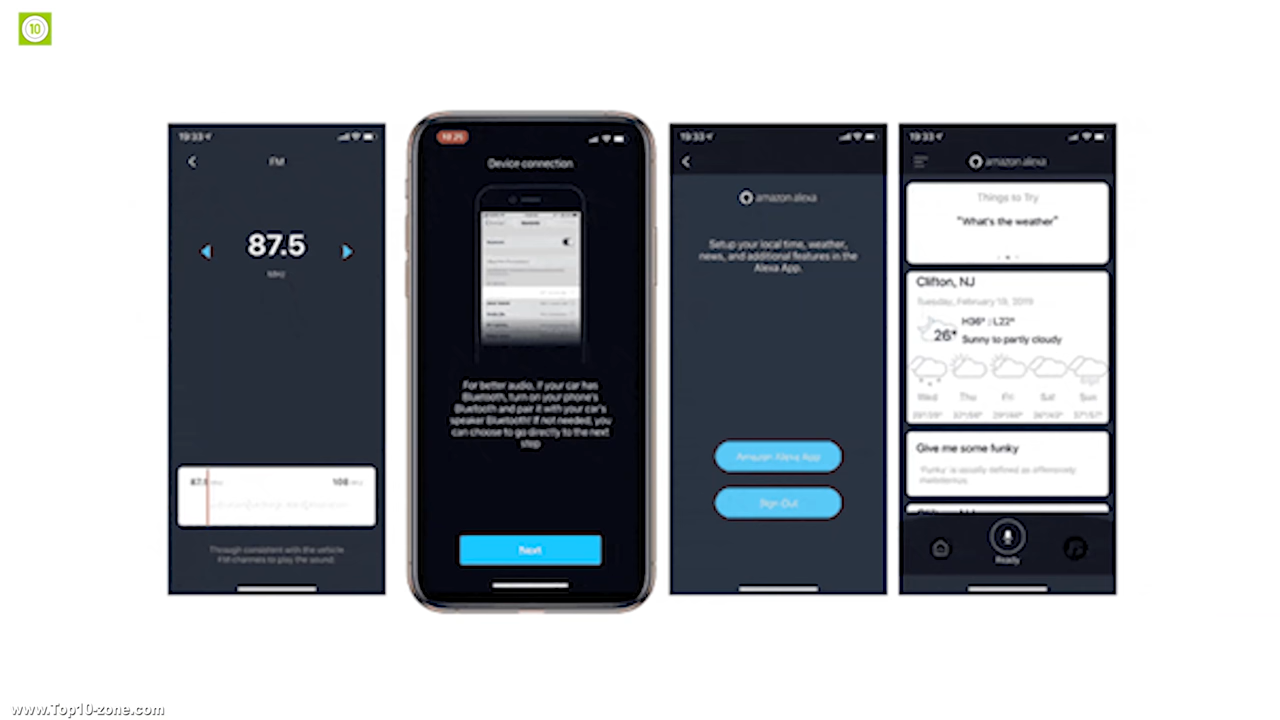 10
19:33
FM
87.5
MHz
87.5 MHz
108 MHz
Through consistent with the vehicle
FM channels to play the sound.
19:25
Device connection
For better audio, if your car has
Bluetooth, turn on your phone's
Bluetooth and pair it with your car's
speaker Bluetooth! If not needed, you
can choose to go directly to the next
step
Next
19:33
amazon alexa
Setup your local time, weather,
news, and additional features in the
Alexa App.
Amazon Alexa App
Sign Out
19:33
amazon alexa
Things to Try
"What's the weather"
Clifton, NJ
Tuesday, February 19, 2019
26°
H36° | L22°
Sunny to partly cloudy
Wed Thu Fri Sat Sun
Give me some funky
'Funky' is usually defined as offensively
malodorous.
Clifton, NJ
Ready
www.Top10-zone.com